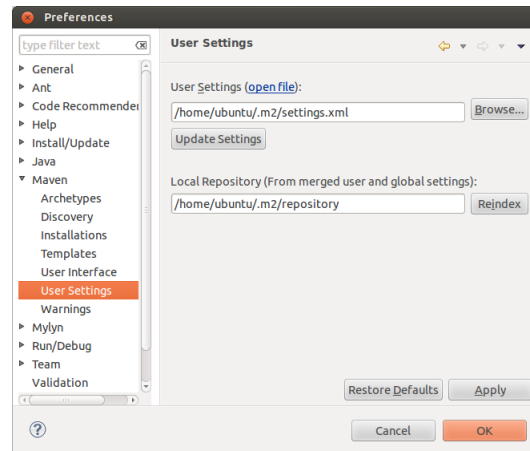 Preferences
type filter text
General
Ant
Code Recommender
Help
Install/Update
Java
Maven
Archetypes
Discovery
Installations
Templates
User Interface
User Settings
Warnings
Mylyn
Run/Debug
Team
Validation
User Settings
User Settings (open file):
/home/ubuntu/.m2/settings.xml
Browse...
Update Settings
Local Repository (From merged user and global settings):
/home/ubuntu/.m2/repository
Reindex
Restore Defaults
Apply
Cancel
OK